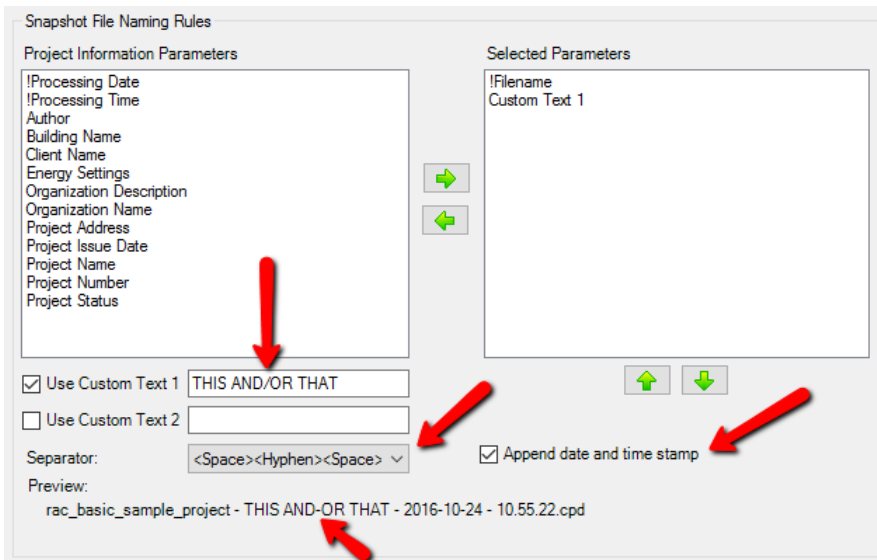 Snapshot File Naming Rules
Project Information Parameters
Selected Parameters
!Processing Date
!Processing Time
Author
Building Name
Client Name
Energy Settings
Organization Description
Organization Name
Project Address
Project Issue Date
Project Name
Project Number
Project Status
!Filename
Custom Text 1
Use Custom Text 1
THIS AND/OR THAT
Use Custom Text 2
Separator:
<Space><Hyphen><Space>
Append date and time stamp
Preview:
rac_basic_sample_project - THIS AND-OR THAT - 2016-10-24 - 10.55.22.cpd